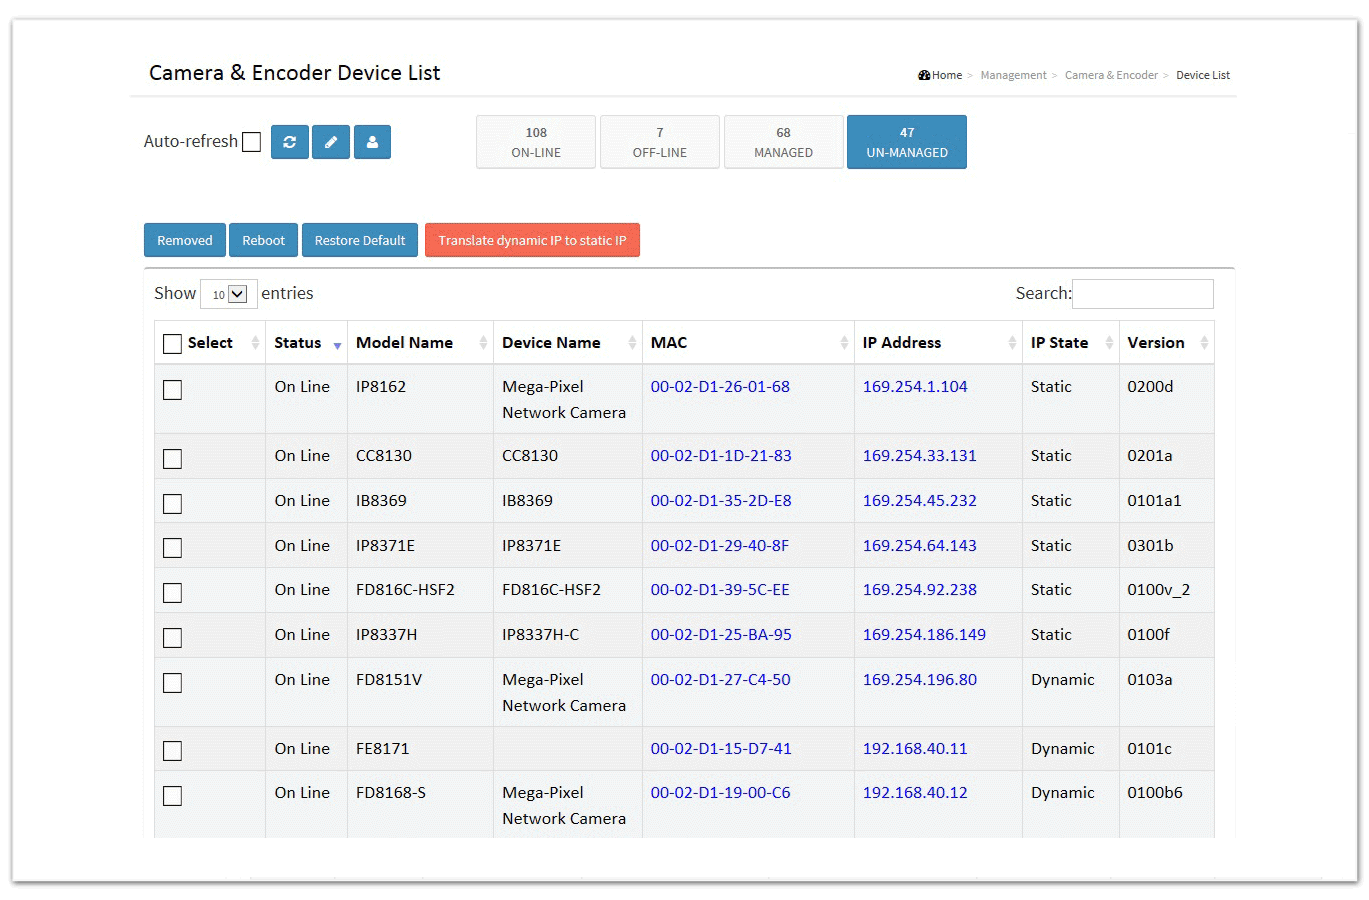 Camera & Encoder Device List
Home > Management > Camera & Encoder > Device List
Auto-refresh
108 7 68 47
ON-LINE OFF-LINE MANAGED UN-MANAGED
Removed Reboot Restore Default Translate dynamic IP to static IP
Show 10 entries Search:
Select Status Model Name Device Name MAC IP Address IP State Version
On Line IP8162 Mega-Pixel 00-02-D1-26-01-68 169.254.1.104 Static 0200d
Network Camera
On Line CC8130 CC8130 00-02-D1-1D-21-83 169.254.33.131 Static 0201a
On Line IB8369 IB8369 00-02-D1-35-2D-E8 169.254.45.232 Static 0101a1
On Line IP8371E IP8371E 00-02-D1-29-40-8F 169.254.64.143 Static 0301b
On Line FD816C-HSF2 FD816C-HSF2 00-02-D1-39-5C-EE 169.254.92.238 Static 0100v_2
On Line IP8337H IP8337H-C 00-02-D1-25-BA-95 169.254.186.149 Static 0100f
On Line FD8151V Mega-Pixel 00-02-D1-27-C4-50 169.254.196.80 Dynamic 0103a
Network Camera
On Line FE8171 00-02-D1-15-D7-41 192.168.40.11 Dynamic 0101c
On Line FD8168-S Mega-Pixel 00-02-D1-19-00-C6 192.168.40.12 Dynamic 0100b6
Network Camera